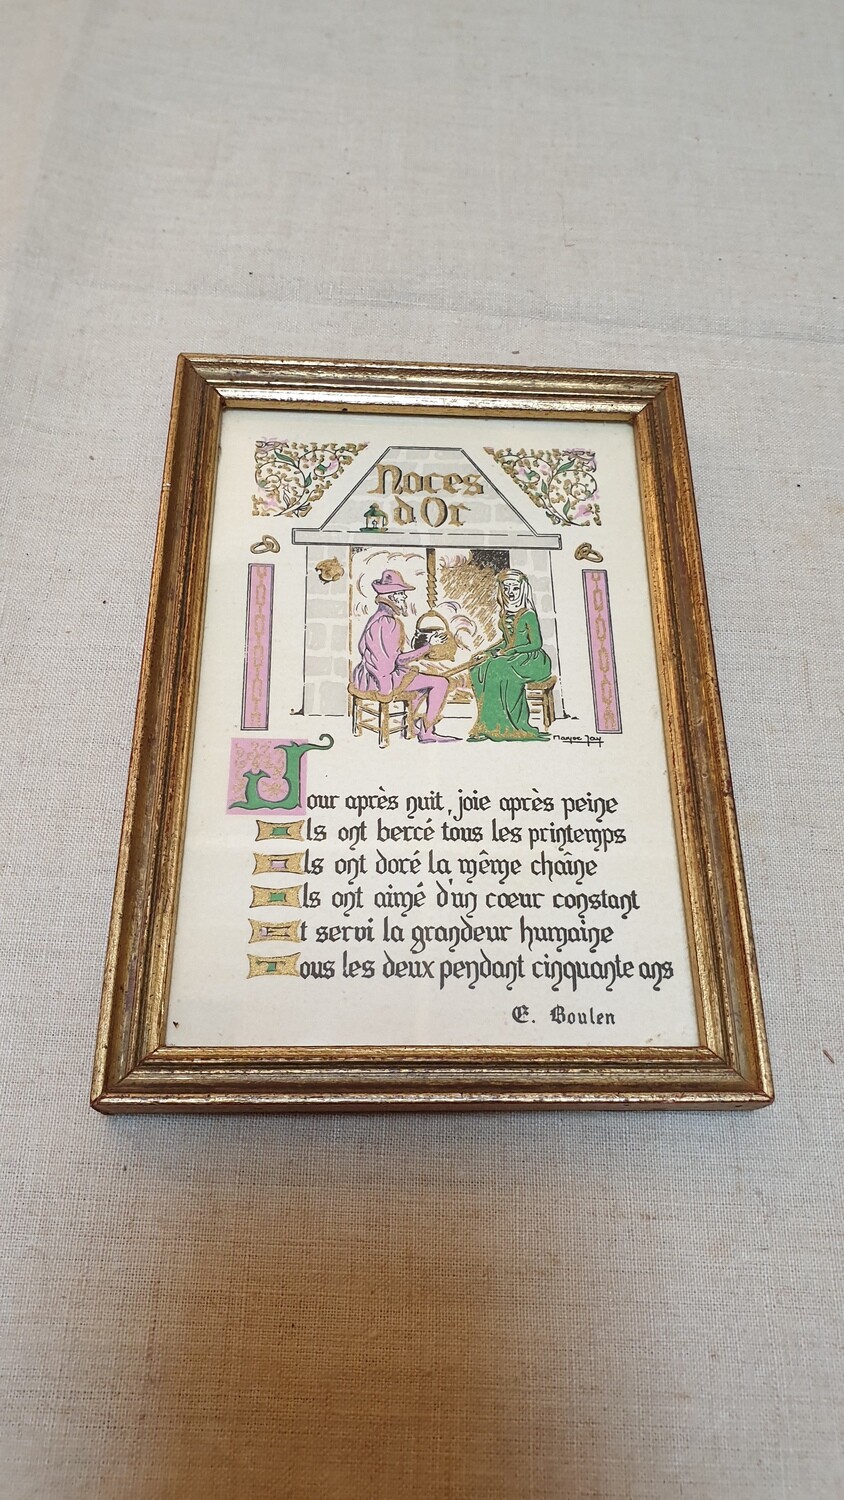 Noces
d'Or
Jour après nuit, joie après peine
Ils ont bercé tous les printemps
Ils ont doré la même chaîne
Ils ont aimé d'un cœur constant
Et servi la grandeur humaine
Tous les deux pendant cinquante ans
E. Boulen